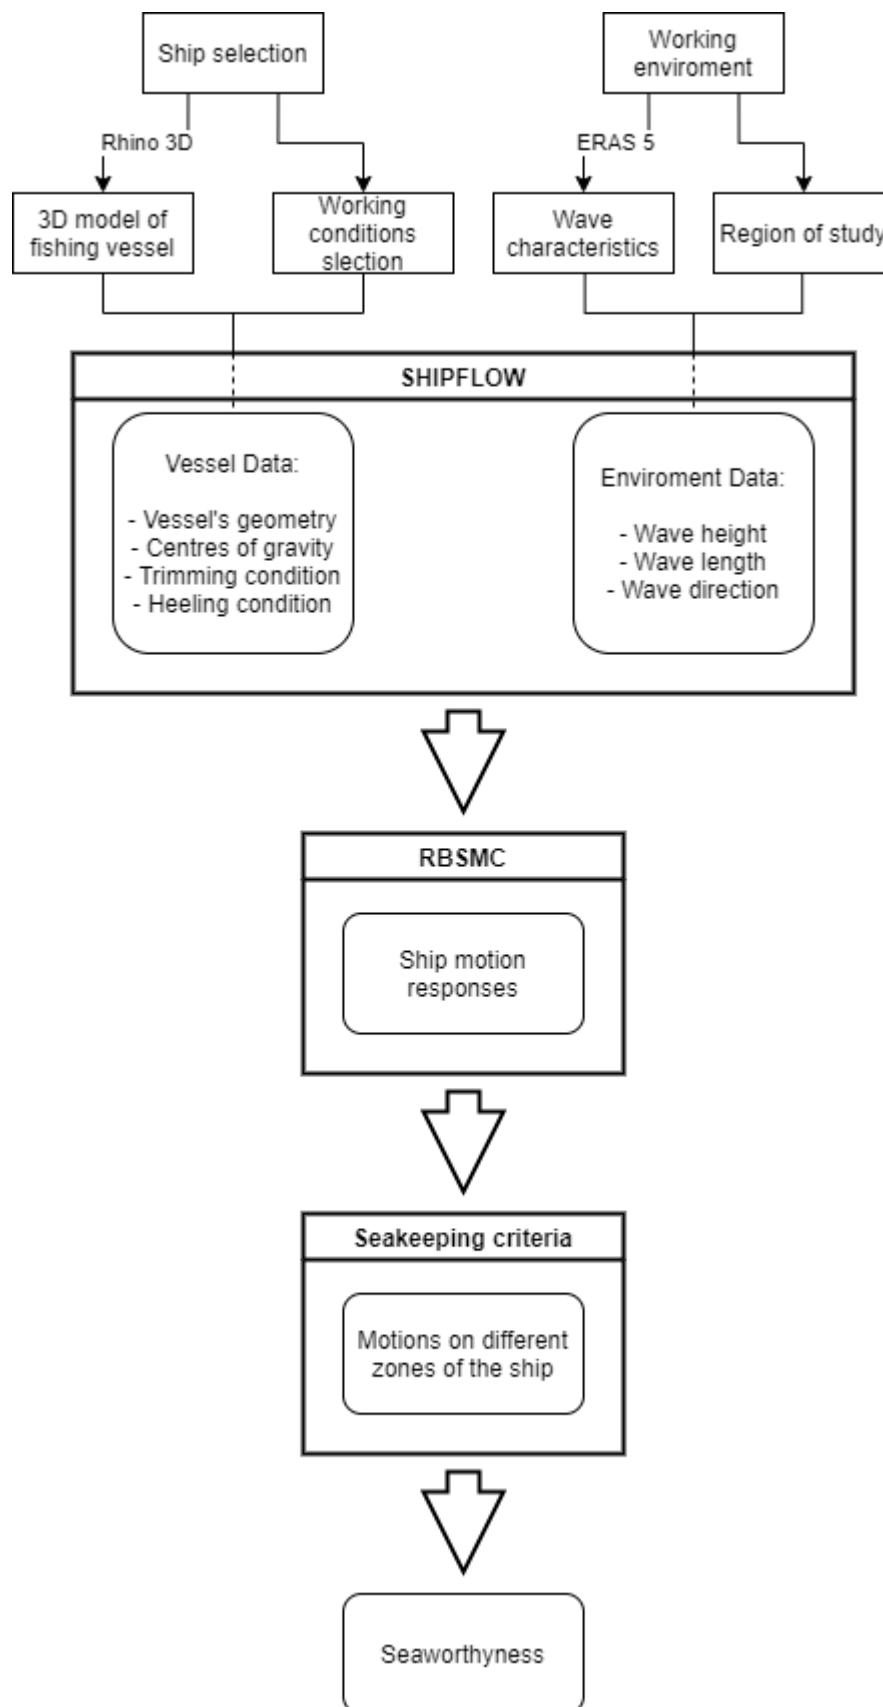 Ship selection
Working
enviroment
Rhino 3D
ERAS 5
3D model of
fishing vessel
Working
conditions
slection
Wave
characteristics
Region of study
SHIPFLOW
Vessel Data:
- Vessel's geometry
- Centres of gravity
- Trimming condition
- Heeling condition
Enviroment Data:
- Wave height
- Wave length
- Wave direction
RBSMC
Ship motion
responses
Seakeeping criteria
Motions on different
zones of the ship
Seaworthyness